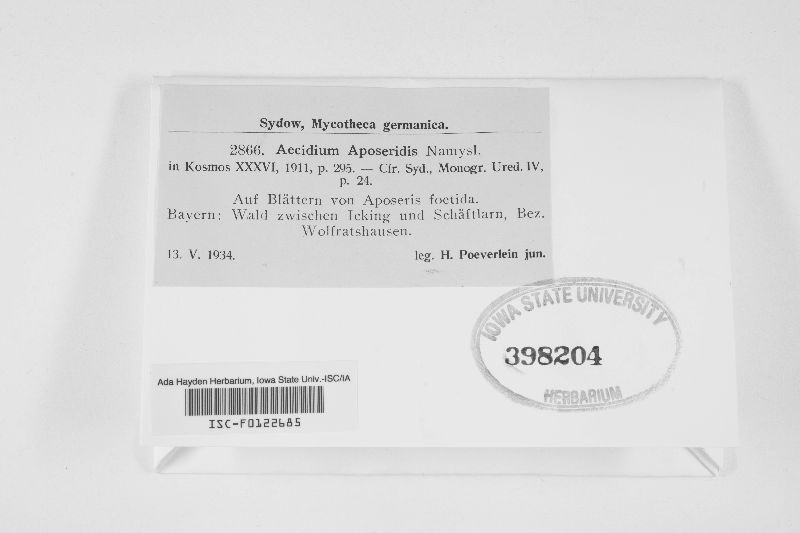 Sydow, Mycotheca germanica.
2866. Aecidium Aposeridis Namysl.
in Kosmos XXXVI, 1911, p. 295. — Cfr. Syd., Monogr. Ured. IV,
p. 24.
Auf Blättern von Aposeris foetida.
Bayern: Wald zwischen Icking und Schäftlarn, Bez.
Wolfratshausen.
13. V. 1934. leg. H. Poeverlein jun.
IOWA STATE UNIVERSITY
398204
HERBARIUM
Ada Hayden Herbarium, Iowa State Univ.-ISC/IA
ISC-F0122685